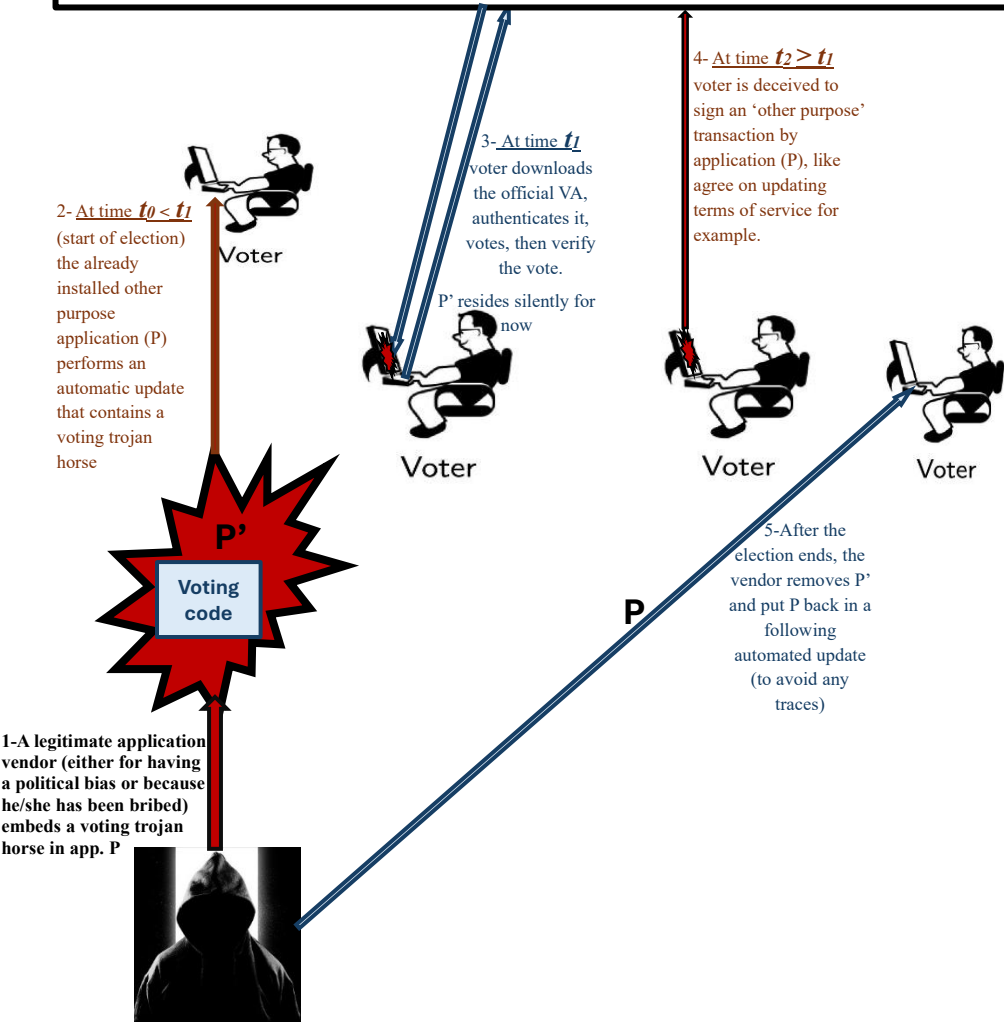 4- At time t2 > t1
voter is deceived to
sign an ‘other purpose’
transaction by
application (P), like
agree on updating
terms of service for
example.
3- At time t1
voter downloads
the official VA,
authenticates it,
votes, then verify
the vote.
P’ resides silently for
now
2- At time t0 < t1
(start of election)
the already
installed other
purpose
application (P)
performs an
automatic update
that contains a
voting trojan
horse
Voter
Voter
Voter
Voter
P’
Voting
code
5-After the
election ends, the
vendor removes P’
and put P back in a
following
automated update
(to avoid any
traces)
P
1-A legitimate application
vendor (either for having
a political bias or because
he/she has been bribed)
embeds a voting trojan
horse in app. P